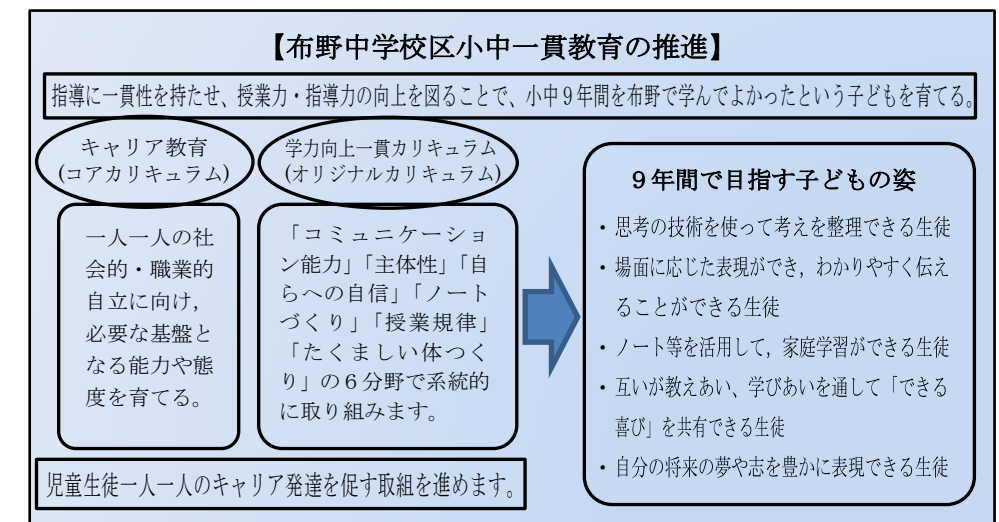 【布野中学校区小中一貫教育の推進】
指導に一貫性を持たせ、授業力・指導力の向上を図ることで、小中９年間を布野で学んでよかったという子どもを育てる。
キャリア教育
(コアカリキュラム)
一人一人の社
会的・職業的
自立に向け，
必要な基盤と
なる能力や態
度を育てる。
学力向上一貫カリキュラム
(オリジナルカリキュラム)
「コミュニケーショ
ン能力」「主体性」「自
らへの自信」「ノート
づくり」「授業規律」
「たくましい体つく
り」の６分野で系統的
に取り組みます。
９年間で目指す子どもの姿
・思考の技術を使って考えを整理できる生徒
・場面に応じた表現ができ，わかりやすく伝え
ることができる生徒
・ノート等を活用して，家庭学習ができる生徒
・互いが教えあい、学びあいを通して「できる
喜び」を共有できる生徒
・自分の将来の夢や志を豊かに表現できる生徒
児童生徒一人一人のキャリア発達を促す取組を進めます。